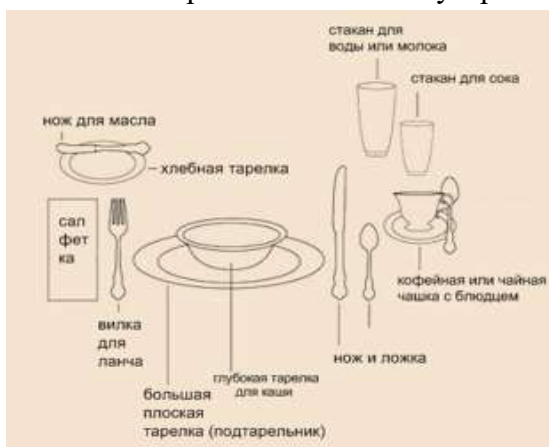 стакан для
воды или молока
стакан для сока
нож для масла
хлебная тарелка
сал
фет
ка
кофейная или чайная
чашка с блюдцем
вилка
для
ланча
нож и ложка
глубокая тарелка
для каши
большая
плоская
тарелка (подтарельник)